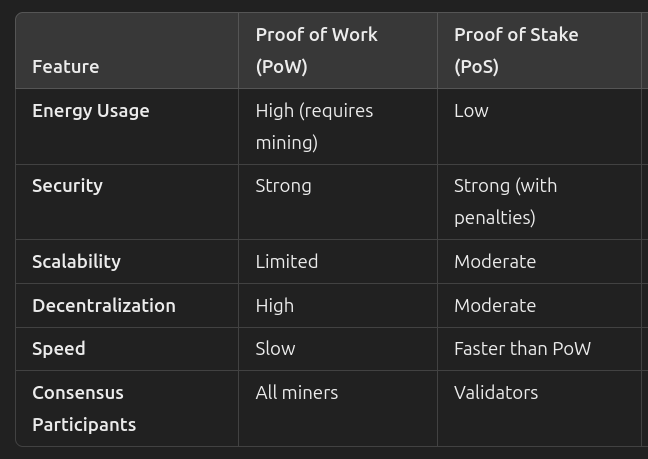 Feature Proof of Work (PoW) Proof of Stake (PoS)
Energy Usage High (requires mining) Low
Security Strong Strong (with penalties)
Scalability Limited Moderate
Decentralization High Moderate
Speed Slow Faster than PoW
Consensus Participants All miners Validators